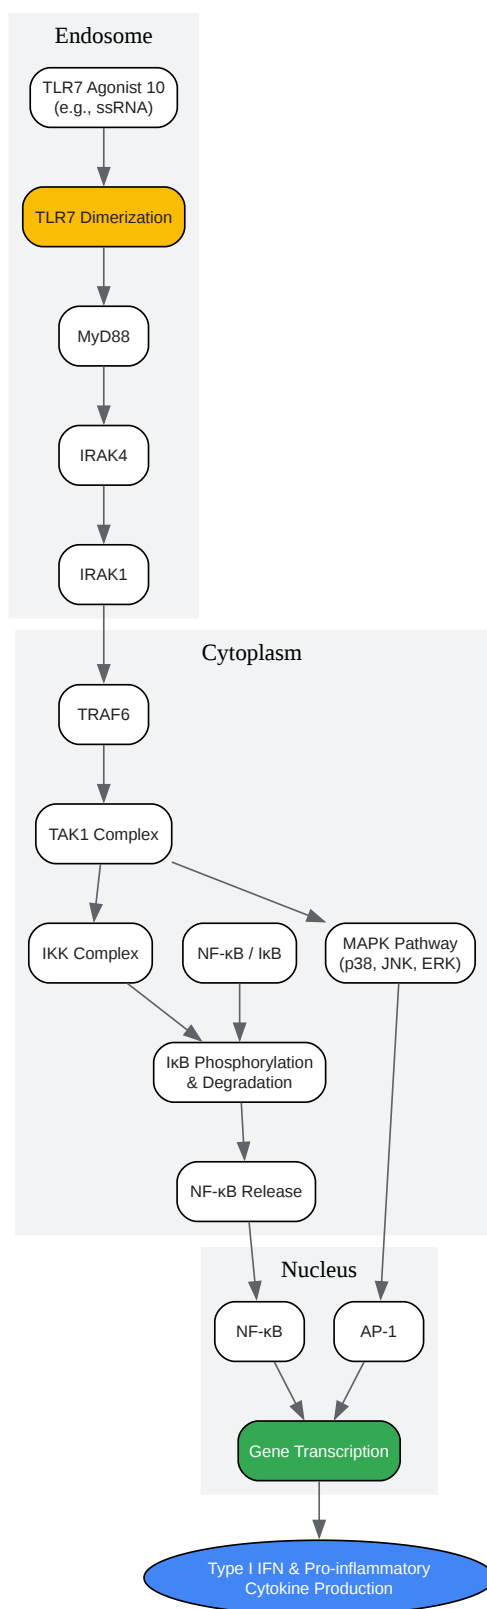 Endosome
TLR7 Agonist 10
(e.g., ssRNA)
TLR7 Dimerization
MyD88
IRAK4
IRAK1
Cytoplasm
TRAF6
TAK1 Complex
IKK Complex
NF-κB / IκB
MAPK Pathway
(p38, JNK, ERK)
IκB Phosphorylation
& Degradation
NF-κB Release
Nucleus
NF-κB
AP-1
Gene Transcription
Type I IFN & Pro-inflammatory
Cytokine Production